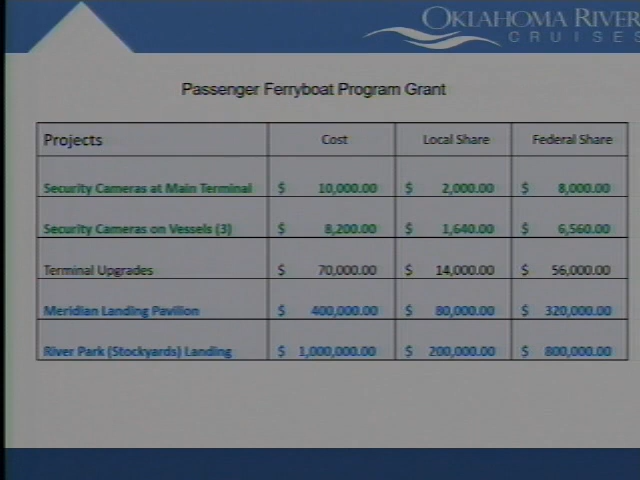 OKLAHOMA RIVER
CRUISES
Passenger Ferryboat Program Grant
Projects Cost Local Share Federal Share
Security Cameras at Main Terminal $ 10,000.00 $ 2,000.00 $ 8,000.00
Security Cameras on Vessels (3) $ 8,200.00 $ 1,640.00 $ 6,560.00
Terminal Upgrades $ 70,000.00 $ 14,000.00 $ 56,000.00
Meridian Landing Pavilion $ 400,000.00 $ 80,000.00 $ 320,000.00
River Park (Stockyards) Landing $ 1,000,000.00 $ 200,000.00 $ 800,000.00